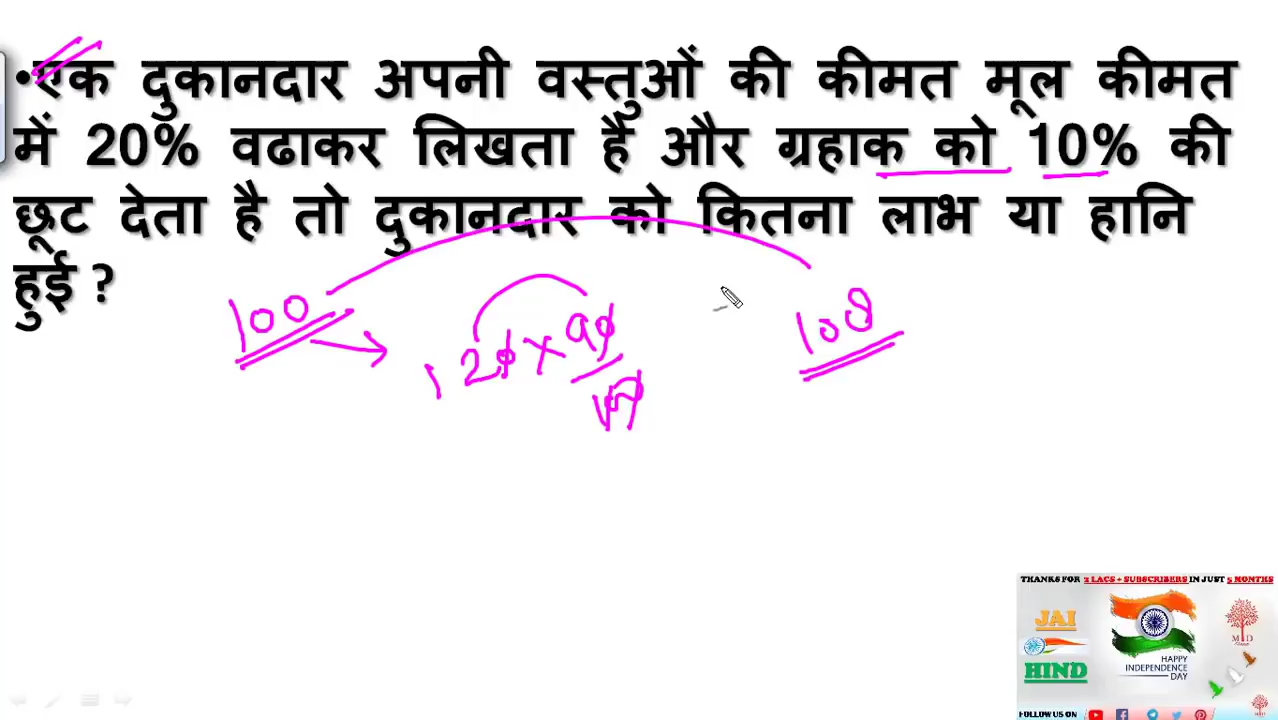 •एक दुकानदार अपनी वस्तुओं की कीमत मूल कीमत
में 20% वढाकर लिखता है और ग्रहाक को 10% की
छूट देता है तो दुकानदार को कितना लाभ या हानि
हुई ?
100
120 × 90
100
108
THANKS FOR 2 LACS + SUBSCRIBERS IN JUST 5 MONTHS
JAI
HIND
HAPPY
INDEPENDENCE
DAY
FOLLOW US ON